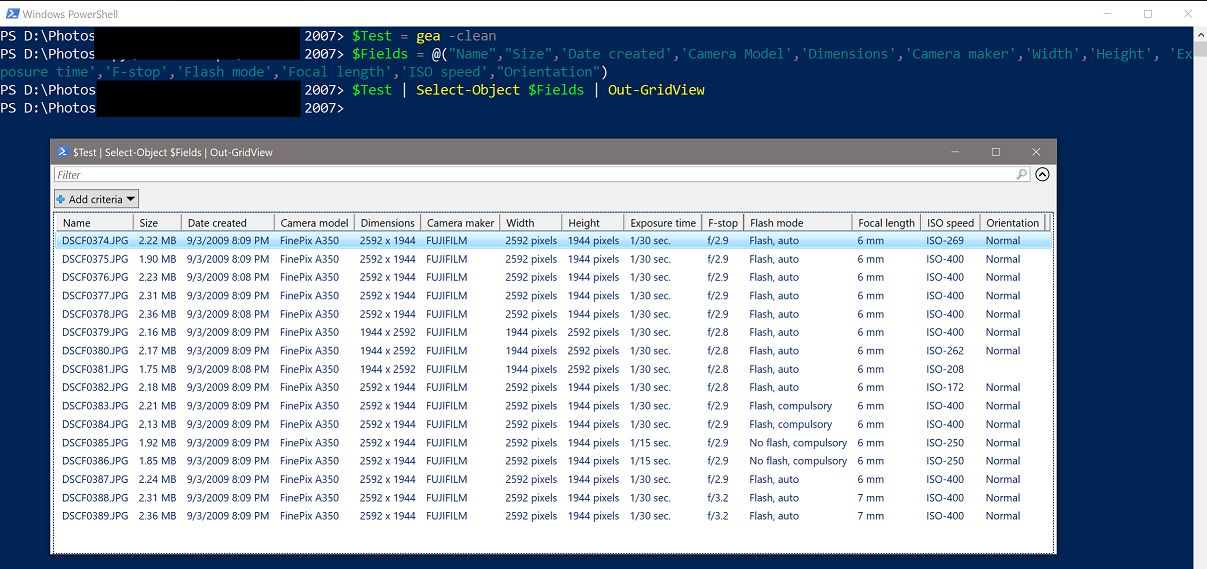 Windows PowerShell
PS D:\Photos 2007> $Test = gea -clean
PS D:\Photos 2007> $Fields = @("Name","Size",'Date created','Camera Model','Dimensions','Camera maker','Width','Height', 'Ex
posure time','F-stop','Flash mode','Focal length','ISO speed',"Orientation")
PS D:\Photos 2007> $Test | Select-Object $Fields | Out-GridView
PS D:\Photos 2007>
$Test | Select-Object $Fields | Out-GridView
Filter
Add criteria
Name Size Date created Camera model Dimensions Camera maker Width Height Exposure time F-stop Flash mode Focal length ISO speed Orientation
DSCF0374.JPG 2.22 MB 9/3/2009 8:09 PM FinePix A350 2592 x 1944 FUJIFILM 2592 pixels 1944 pixels 1/30 sec. f/2.9 Flash, auto 6 mm ISO-269 Normal
DSCF0375.JPG 1.90 MB 9/3/2009 8:09 PM FinePix A350 2592 x 1944 FUJIFILM 2592 pixels 1944 pixels 1/30 sec. f/2.9 Flash, auto 6 mm ISO-400 Normal
DSCF0376.JPG 2.23 MB 9/3/2009 8:08 PM FinePix A350 2592 x 1944 FUJIFILM 2592 pixels 1944 pixels 1/30 sec. f/2.9 Flash, auto 6 mm ISO-400 Normal
DSCF0377.JPG 2.31 MB 9/3/2009 8:09 PM FinePix A350 2592 x 1944 FUJIFILM 2592 pixels 1944 pixels 1/30 sec. f/2.9 Flash, auto 6 mm ISO-400 Normal
DSCF0378.JPG 2.36 MB 9/3/2009 8:08 PM FinePix A350 2592 x 1944 FUJIFILM 2592 pixels 1944 pixels 1/30 sec. f/2.9 Flash, auto 6 mm ISO-400 Normal
DSCF0379.JPG 2.16 MB 9/3/2009 8:09 PM FinePix A350 1944 x 2592 FUJIFILM 1944 pixels 2592 pixels 1/30 sec. f/2.8 Flash, auto 6 mm ISO-400 Normal
DSCF0380.JPG 2.17 MB 9/3/2009 8:09 PM FinePix A350 1944 x 2592 FUJIFILM 1944 pixels 2592 pixels 1/30 sec. f/2.8 Flash, auto 6 mm ISO-262 Normal
DSCF0381.JPG 1.75 MB 9/3/2009 8:08 PM FinePix A350 1944 x 2592 FUJIFILM 1944 pixels 2592 pixels 1/30 sec. f/2.8 Flash, auto 6 mm ISO-208
DSCF0382.JPG 2.18 MB 9/3/2009 8:09 PM FinePix A350 2592 x 1944 FUJIFILM 2592 pixels 1944 pixels 1/30 sec. f/2.8 Flash, auto 6 mm ISO-172 Normal
DSCF0383.JPG 2.21 MB 9/3/2009 8:09 PM FinePix A350 2592 x 1944 FUJIFILM 2592 pixels 1944 pixels 1/30 sec. f/2.9 Flash, compulsory 6 mm ISO-400 Normal
DSCF0384.JPG 2.13 MB 9/3/2009 8:09 PM FinePix A350 2592 x 1944 FUJIFILM 2592 pixels 1944 pixels 1/30 sec. f/2.9 Flash, compulsory 6 mm ISO-400 Normal
DSCF0385.JPG 1.92 MB 9/3/2009 8:09 PM FinePix A350 2592 x 1944 FUJIFILM 2592 pixels 1944 pixels 1/15 sec. f/2.9 No flash, compulsory 6 mm ISO-250 Normal
DSCF0386.JPG 1.85 MB 9/3/2009 8:09 PM FinePix A350 2592 x 1944 FUJIFILM 2592 pixels 1944 pixels 1/15 sec. f/2.9 No flash, compulsory 6 mm ISO-250 Normal
DSCF0387.JPG 2.24 MB 9/3/2009 8:09 PM FinePix A350 2592 x 1944 FUJIFILM 2592 pixels 1944 pixels 1/30 sec. f/2.9 Flash, auto 6 mm ISO-400 Normal
DSCF0388.JPG 2.31 MB 9/3/2009 8:09 PM FinePix A350 2592 x 1944 FUJIFILM 2592 pixels 1944 pixels 1/30 sec. f/3.2 Flash, auto 7 mm ISO-400 Normal
DSCF0389.JPG 2.36 MB 9/3/2009 8:09 PM FinePix A350 2592 x 1944 FUJIFILM 2592 pixels 1944 pixels 1/30 sec. f/3.2 Flash, auto 7 mm ISO-400 Normal